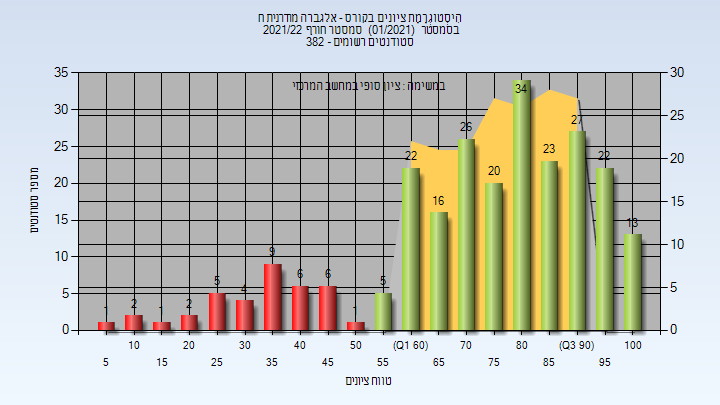 היסטוגרמת ציונים בקורס - אלגברה מודרנית ח
בסמסטר (01/2021) סמסטר חורף 2021/22
סטודנטים רשומים - 382
במשימה : ציון סופי במחשב המרכזי
מספר סטודנטים
35 30 25 20 15 10 5 0
30 25 20 15 10 5 0
1 2 1 2 5 4 9 6 6 1 5 22 16 26 20 34 23 27 22 13
10 20 30 40 50 (Q1 60) 70 80 (Q3 90) 100
5 15 25 35 45 55 65 75 85 95
טווח ציונים